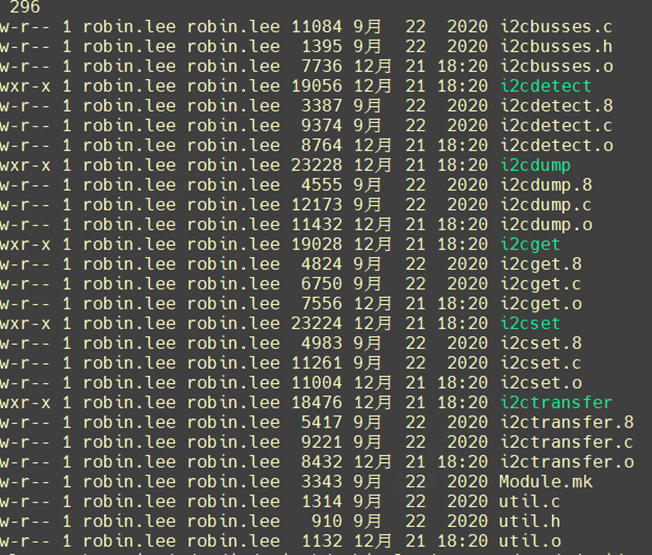 296
w-r-- 1 robin.lee robin.lee 11084 9月 22 2020 i2cbusses.c
w-r-- 1 robin.lee robin.lee 1395 9月 22 2020 i2cbusses.h
w-r-- 1 robin.lee robin.lee 7736 12月 21 18:20 i2cbusses.o
wxr-x 1 robin.lee robin.lee 19056 12月 21 18:20 i2cdetect
w-r-- 1 robin.lee robin.lee 3387 9月 22 2020 i2cdetect.8
w-r-- 1 robin.lee robin.lee 9374 9月 22 2020 i2cdetect.c
w-r-- 1 robin.lee robin.lee 8764 12月 21 18:20 i2cdetect.o
wxr-x 1 robin.lee robin.lee 23228 12月 21 18:20 i2cdump
w-r-- 1 robin.lee robin.lee 4555 9月 22 2020 i2cdump.8
w-r-- 1 robin.lee robin.lee 12173 9月 22 2020 i2cdump.c
w-r-- 1 robin.lee robin.lee 11432 12月 21 18:20 i2cdump.o
wxr-x 1 robin.lee robin.lee 19028 12月 21 18:20 i2cget
w-r-- 1 robin.lee robin.lee 4824 9月 22 2020 i2cget.8
w-r-- 1 robin.lee robin.lee 6750 9月 22 2020 i2cget.c
w-r-- 1 robin.lee robin.lee 7556 12月 21 18:20 i2cget.o
wxr-x 1 robin.lee robin.lee 23224 12月 21 18:20 i2cset
w-r-- 1 robin.lee robin.lee 4983 9月 22 2020 i2cset.8
w-r-- 1 robin.lee robin.lee 11261 9月 22 2020 i2cset.c
w-r-- 1 robin.lee robin.lee 11004 12月 21 18:20 i2cset.o
wxr-x 1 robin.lee robin.lee 18476 12月 21 18:20 i2ctransfer
w-r-- 1 robin.lee robin.lee 5417 9月 22 2020 i2ctransfer.8
w-r-- 1 robin.lee robin.lee 9221 9月 22 2020 i2ctransfer.c
w-r-- 1 robin.lee robin.lee 8432 12月 21 18:20 i2ctransfer.o
w-r-- 1 robin.lee robin.lee 3343 9月 22 2020 Module.mk
w-r-- 1 robin.lee robin.lee 1314 9月 22 2020 util.c
w-r-- 1 robin.lee robin.lee 910 9月 22 2020 util.h
w-r-- 1 robin.lee robin.lee 1132 12月 21 18:20 util.o